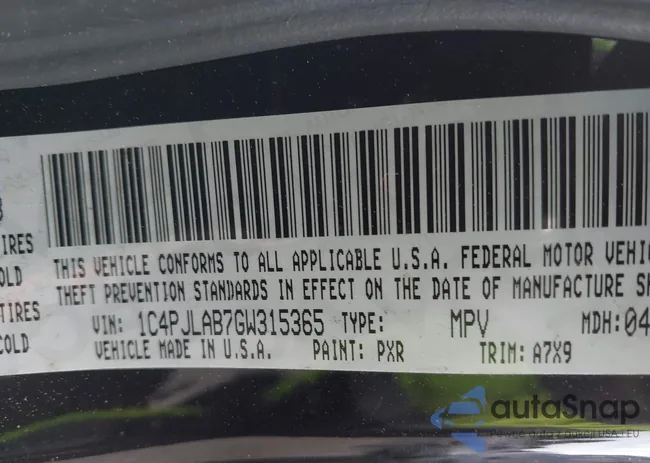 IRES
THIS VEHICLE CONFORMS TO ALL APPLICABLE U.S.A. FEDERAL MOTOR VEHIC
OLD
THEFT PREVENTION STANDARDS IN EFFECT ON THE DATE OF MANUFACTURE SH
IRES
VIN: 1C4PJLAB7GW315365 TYPE: MPV MDH: 04
COLD
VEHICLE MADE IN U.S.A. PAINT: PXR TRIM: A7X9
autoSnap